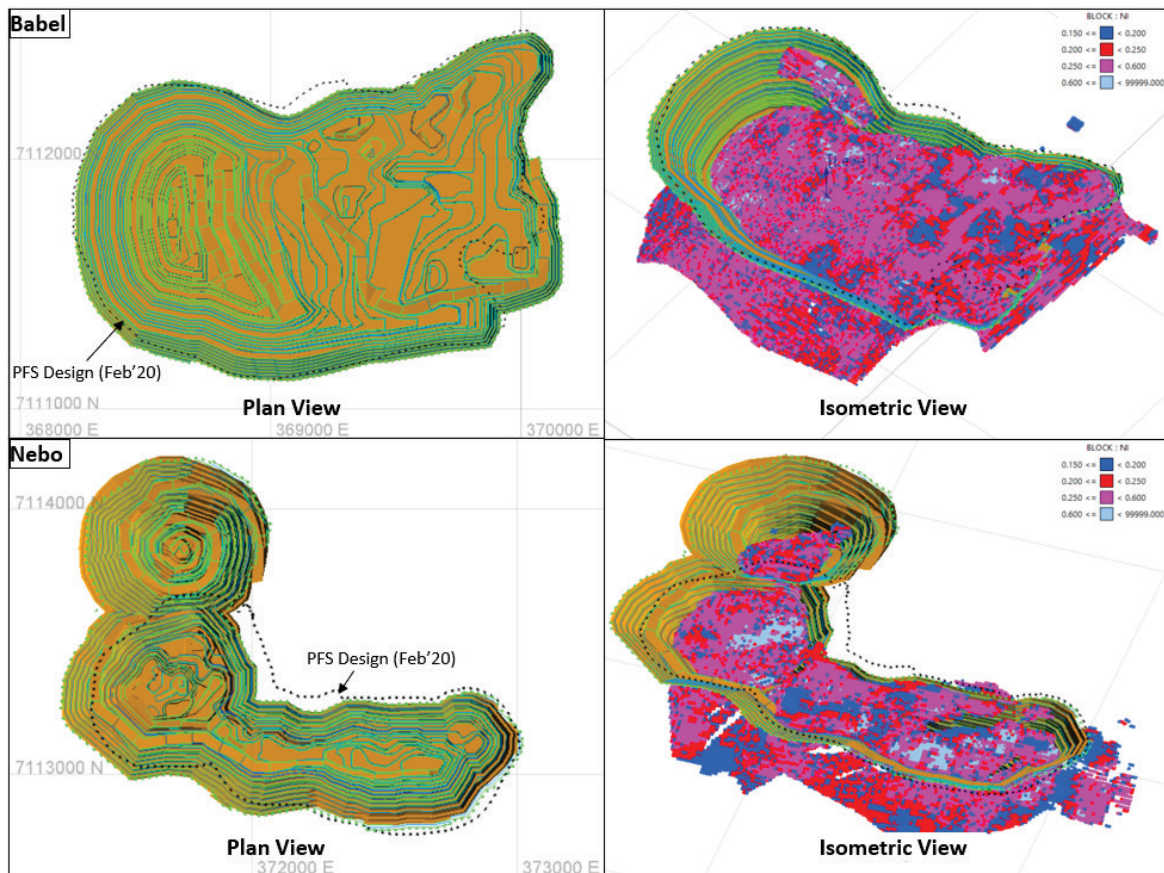 Babel
7112000
PFS Design (Feb'20)
7111000 N
368000 E
369000 E
370000 E
Plan View
BLOCK : NI
0.150 <= < 0.200
0.200 <= < 0.250
0.250 <= < 0.600
0.600 <= < 99999.000
Isometric View
Nebo
7114000 N
PFS Design (Feb'20)
7113000 N
372000 E
373000 E
Plan View
BLOCK : NI
0.150 <= < 0.200
0.200 <= < 0.250
0.250 <= < 0.600
0.600 <= < 99999.000
Isometric View